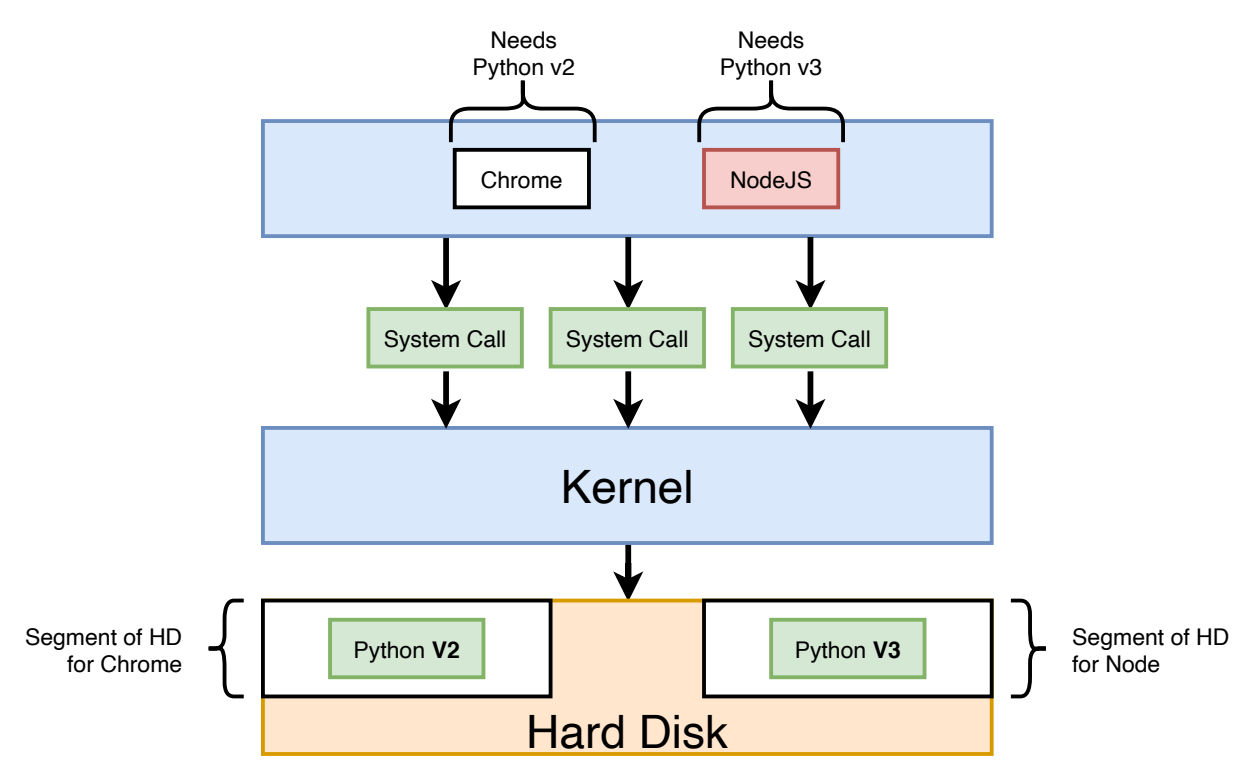 Needs
Python v2
Needs
Python v3
Chrome
NodeJS
System Call
System Call
System Call
Kernel
Segment of HD
for Chrome
Python V2
Python V3
Segment of HD
for Node
Hard Disk